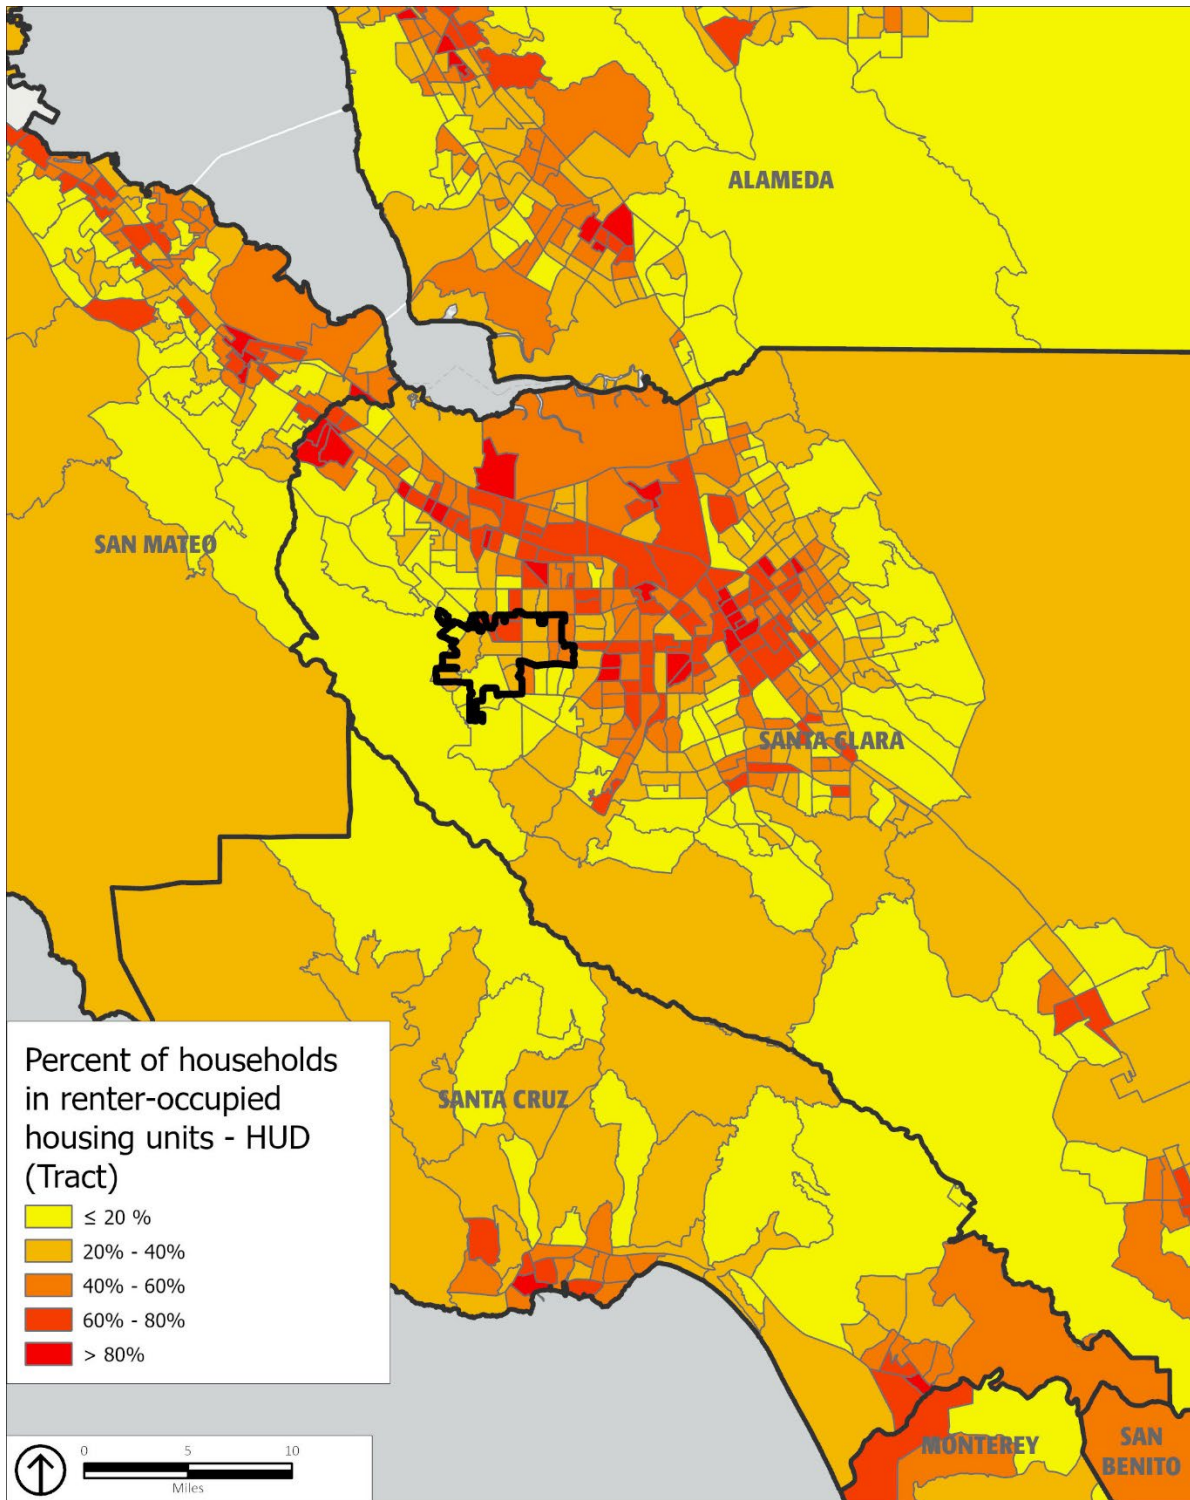 ALAMEDA
SAN MATEO
SANTA CLARA
SANTA CRUZ
Percent of households
in renter-occupied
housing units - HUD
(Tract)
≤ 20 %
20% - 40%
40% - 60%
60% - 80%
> 80%
MONTEREY
SAN
BENITO
0 5 10
Miles